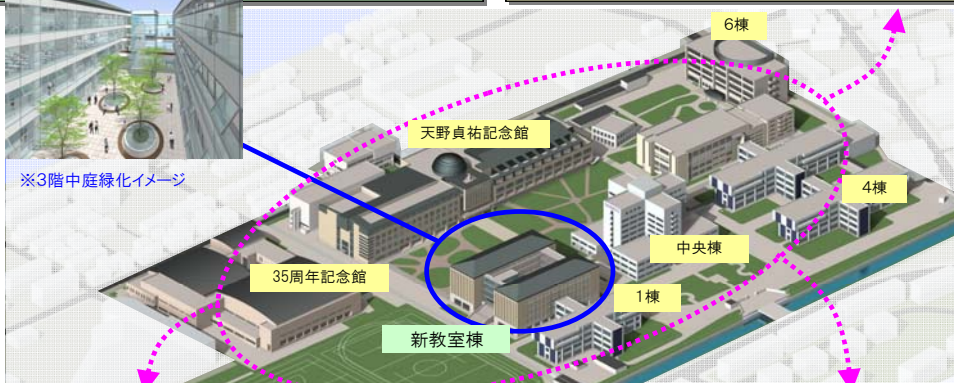 6棟
天野貞祐記念館
※3階中庭緑化イメージ
4棟
中央棟
35周年記念館
1棟
新教室棟